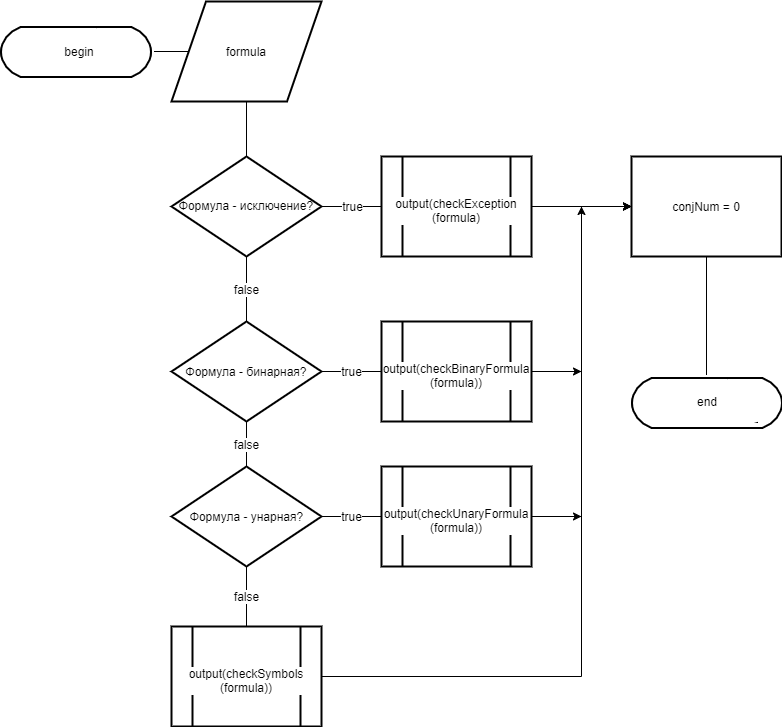 begin
formula
Формула - исключение?
true
output(checkException
(formula)
conjNum = 0
false
Формула - бинарная?
true
output(checkBinaryFormula
(formula))
end
-
false
Формула - унарная?
true
output(checkUnaryFormula
(formula))
false
output(checkSymbols
(formula))